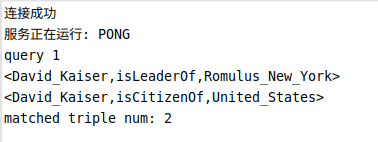 连接成功
服务正在运行: PONG
query 1
<David_Kaiser,isLeaderOf,Romulus_New_York>
<David_Kaiser,isCitizenOf,United_States>
matched triple num: 2